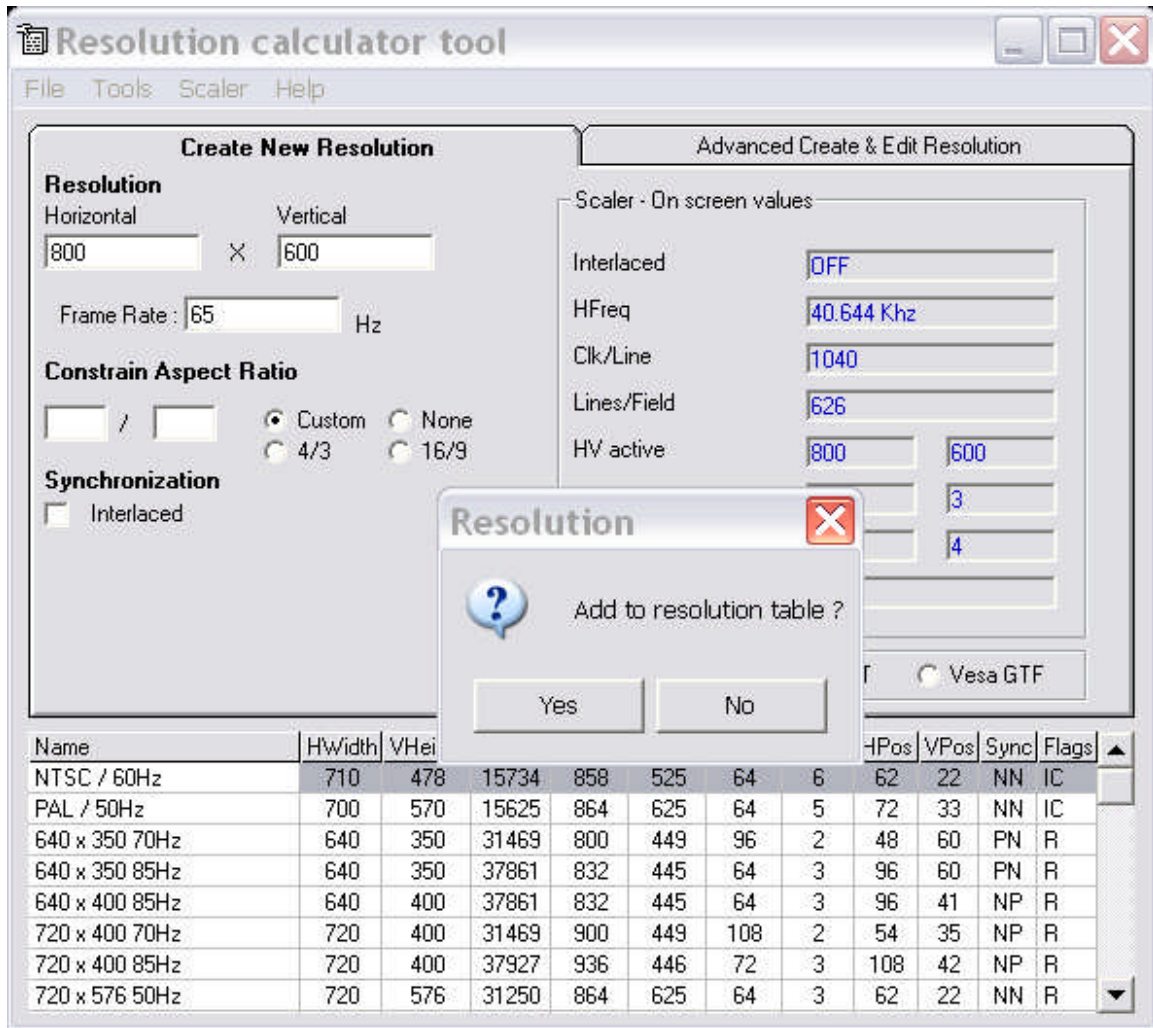 Resolution calculator tool
File Tools Scaler Help
Create New Resolution
Advanced Create & Edit Resolution
Resolution
Horizontal Vertical
800 X 600
Frame Rate : 65 Hz
Constrain Aspect Ratio
/ Custom None
4/3 16/9
Synchronization
Interlaced
Scaler - On screen values
Interlaced OFF
HFreq 40.644 Khz
Clk/Line 1040
Lines/Field 626
HV active 800 600
3
4
Vesa GTF
Resolution
Add to resolution table ?
Yes No
Name HWidth VHei HPos VPos Sync Flags
NTSC / 60Hz 710 478 15734 858 525 64 6 62 22 NN IC
PAL / 50Hz 700 570 15625 864 625 64 5 72 33 NN IC
640 x 350 70Hz 640 350 31469 800 449 96 2 48 60 PN R
640 x 350 85Hz 640 350 37861 832 445 64 3 96 60 PN R
640 x 400 85Hz 640 400 37861 832 445 64 3 96 41 NP R
720 x 400 70Hz 720 400 31469 900 449 108 2 54 35 NP R
720 x 400 85Hz 720 400 37927 936 446 72 3 108 42 NP R
720 x 576 50Hz 720 576 31250 864 625 64 3 62 22 NN R